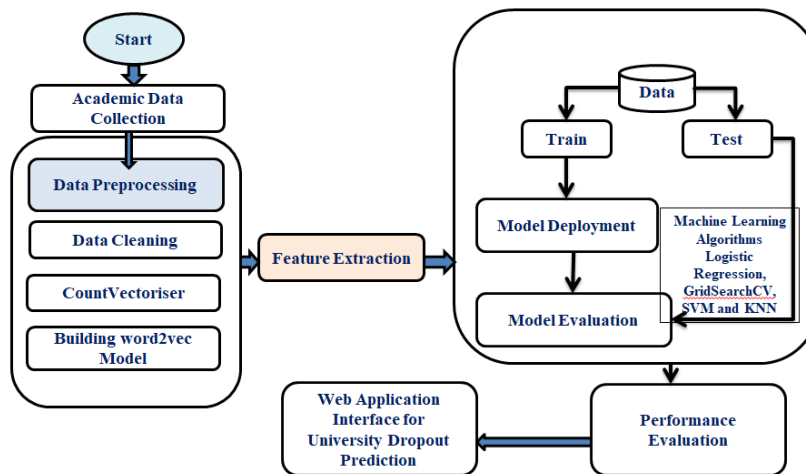 Start
Academic Data
Collection
Data Preprocessing
Data Cleaning
CountVectoriser
Building word2vec
Model
Feature Extraction
Data
Train
Test
Model Deployment
Machine Learning
Algorithms
Logistic
Regression,
GridSearchCV,
SVM and KNN
Model Evaluation
Performance
Evaluation
Web Application
Interface for
University Dropout
Prediction